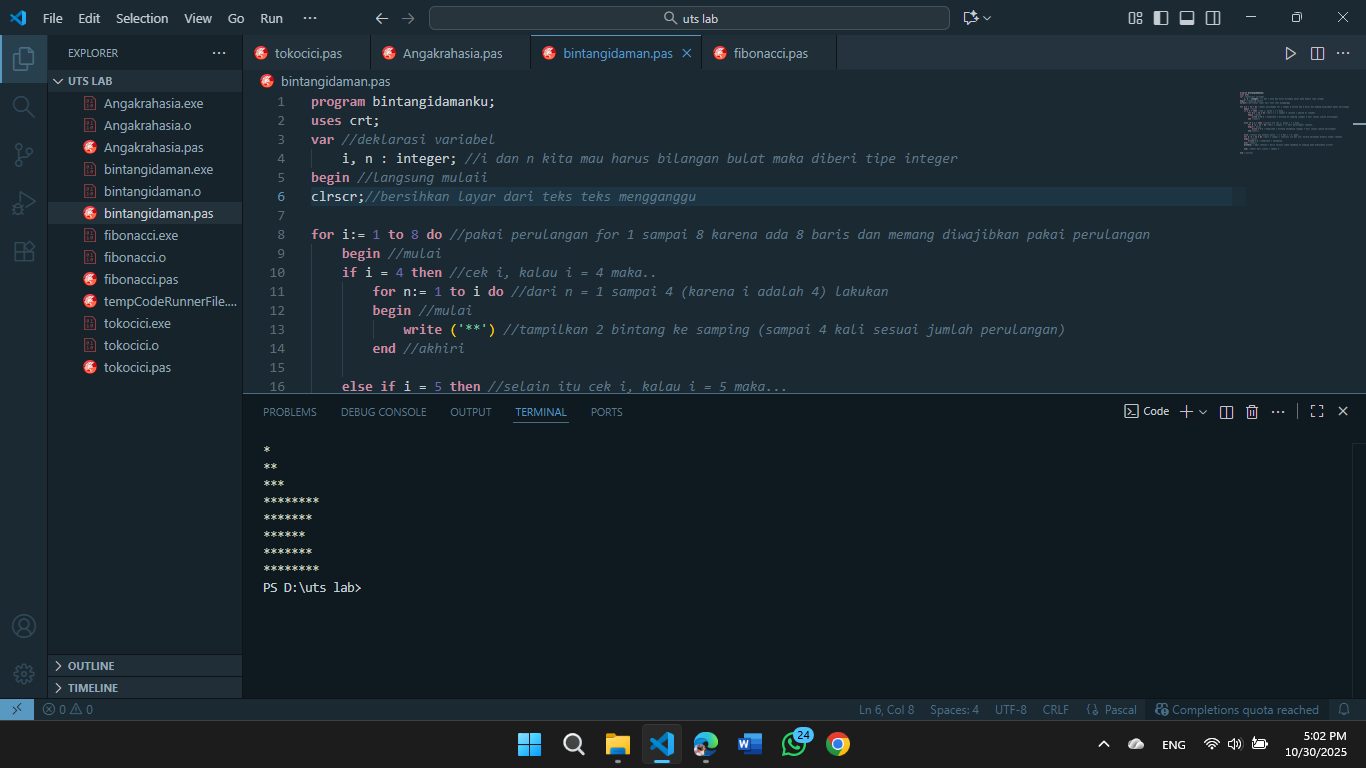 File Edit Selection View Go Run ··· uts lab
EXPLORER ···
UTS LAB
Angakrahasia.exe
Angakrahasia.o
Angakrahasia.pas
bintangidaman.exe
bintangidaman.o
bintangidaman.pas
fibonacci.exe
fibonacci.o
fibonacci.pas
tempCodeRunnerFile....
tokocici.exe
tokocici.o
tokocici.pas
OUTLINE
TIMELINE
tokocici.pas Angakrahasia.pas bintangidaman.pas fibonacci.pas ···
bintangidaman.pas
1 program bintangidamanku;
2 uses crt;
3 var //deklarasi variabel
4 i, n : integer; //i dan n kita mau harus bilangan bulat maka diberi tipe integer
5 begin //langsung mulaii
6 clrscr;//bersihkan layar dari teks teks mengganggu
7
8 for i:= 1 to 8 do //pakai perulangan for 1 sampai 8 karena ada 8 baris dan memang diwajibkan pakai perulangan
9 begin //mulai
10 if i = 4 then //cek i, kalau i = 4 maka..
11 for n:= 1 to i do //dari n = 1 sampai 4 (karena i adalah 4) lakukan
12 begin //mulai
13 write ('**') //tampilkan 2 bintang ke samping (sampai 4 kali sesuai jumlah perulangan)
14 end //akhiri
15
16 else if i = 5 then //selain itu cek i, kalau i = 5 maka...
PROBLEMS DEBUG CONSOLE OUTPUT TERMINAL PORTS Code ···
*
**
***
********
*******
******
*******
********
PS D:\uts lab>
0 0 Ln 6, Col 8 Spaces: 4 UTF-8 CRLF Pascal Completions quota reached
24 ENG 5:02 PM
10/30/2025